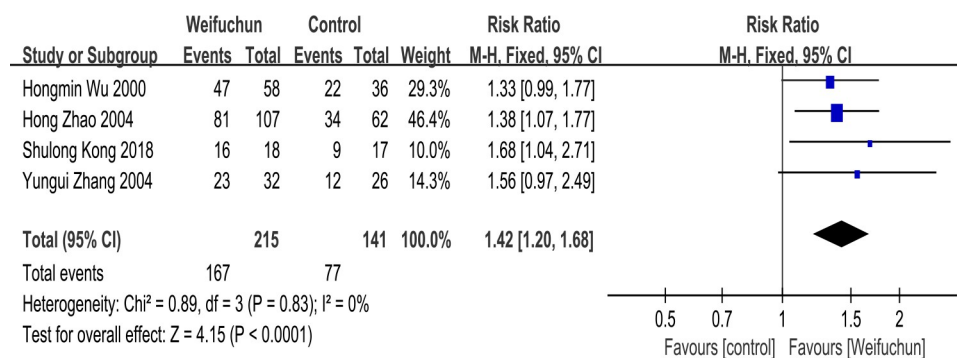 Weifuchun Control Risk Ratio Risk Ratio
Study or Subgroup Events Total Events Total Weight M-H, Fixed, 95% CI M-H, Fixed, 95% CI
Hongmin Wu 2000 47 58 22 36 29.3% 1.33 [0.99, 1.77]
Hong Zhao 2004 81 107 34 62 46.4% 1.38 [1.07, 1.77]
Shulong Kong 2018 16 18 9 17 10.0% 1.68 [1.04, 2.71]
Yungui Zhang 2004 23 32 12 26 14.3% 1.56 [0.97, 2.49]
Total (95% CI) 215 141 100.0% 1.42 [1.20, 1.68]
Total events 167 77
Heterogeneity: Chi² = 0.89, df = 3 (P = 0.83); I² = 0%
Test for overall effect: Z = 4.15 (P < 0.0001)
0.5 0.7 1 1.5 2
Favours [control] Favours [Weifuchun]